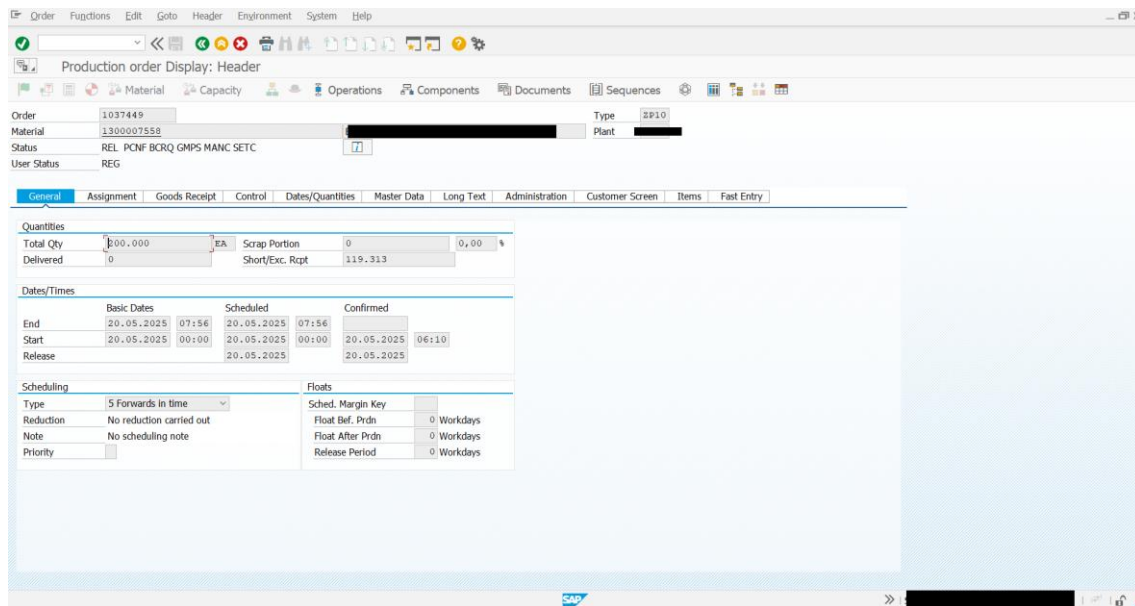 Order Functions Edit Goto Header Environment System Help
Production order Display: Header
Material Capacity Operations Components Documents Sequences
Order 1037449 Type ZP10
Material 1300007558 Plant
Status REL PCNF BCRQ GMPS MANC SETC
User Status REG
General Assignment Goods Receipt Control Dates/Quantities Master Data Long Text Administration Customer Screen Items Fast Entry
Quantities
Total Qty 200.000 EA Scrap Portion 0 0,00 %
Delivered 0 Short/Exc. Rcpt 119.313
Dates/Times
Basic Dates Scheduled Confirmed
End 20.05.2025 07:56 20.05.2025 07:56
Start 20.05.2025 00:00 20.05.2025 00:00 20.05.2025 06:10
Release 20.05.2025 20.05.2025
Scheduling Floats
Type 5 Forwards in time Sched. Margin Key
Reduction No reduction carried out Float Bef. Prdn 0 Workdays
Note No scheduling note Float After Prdn 0 Workdays
Priority Release Period 0 Workdays
SAP